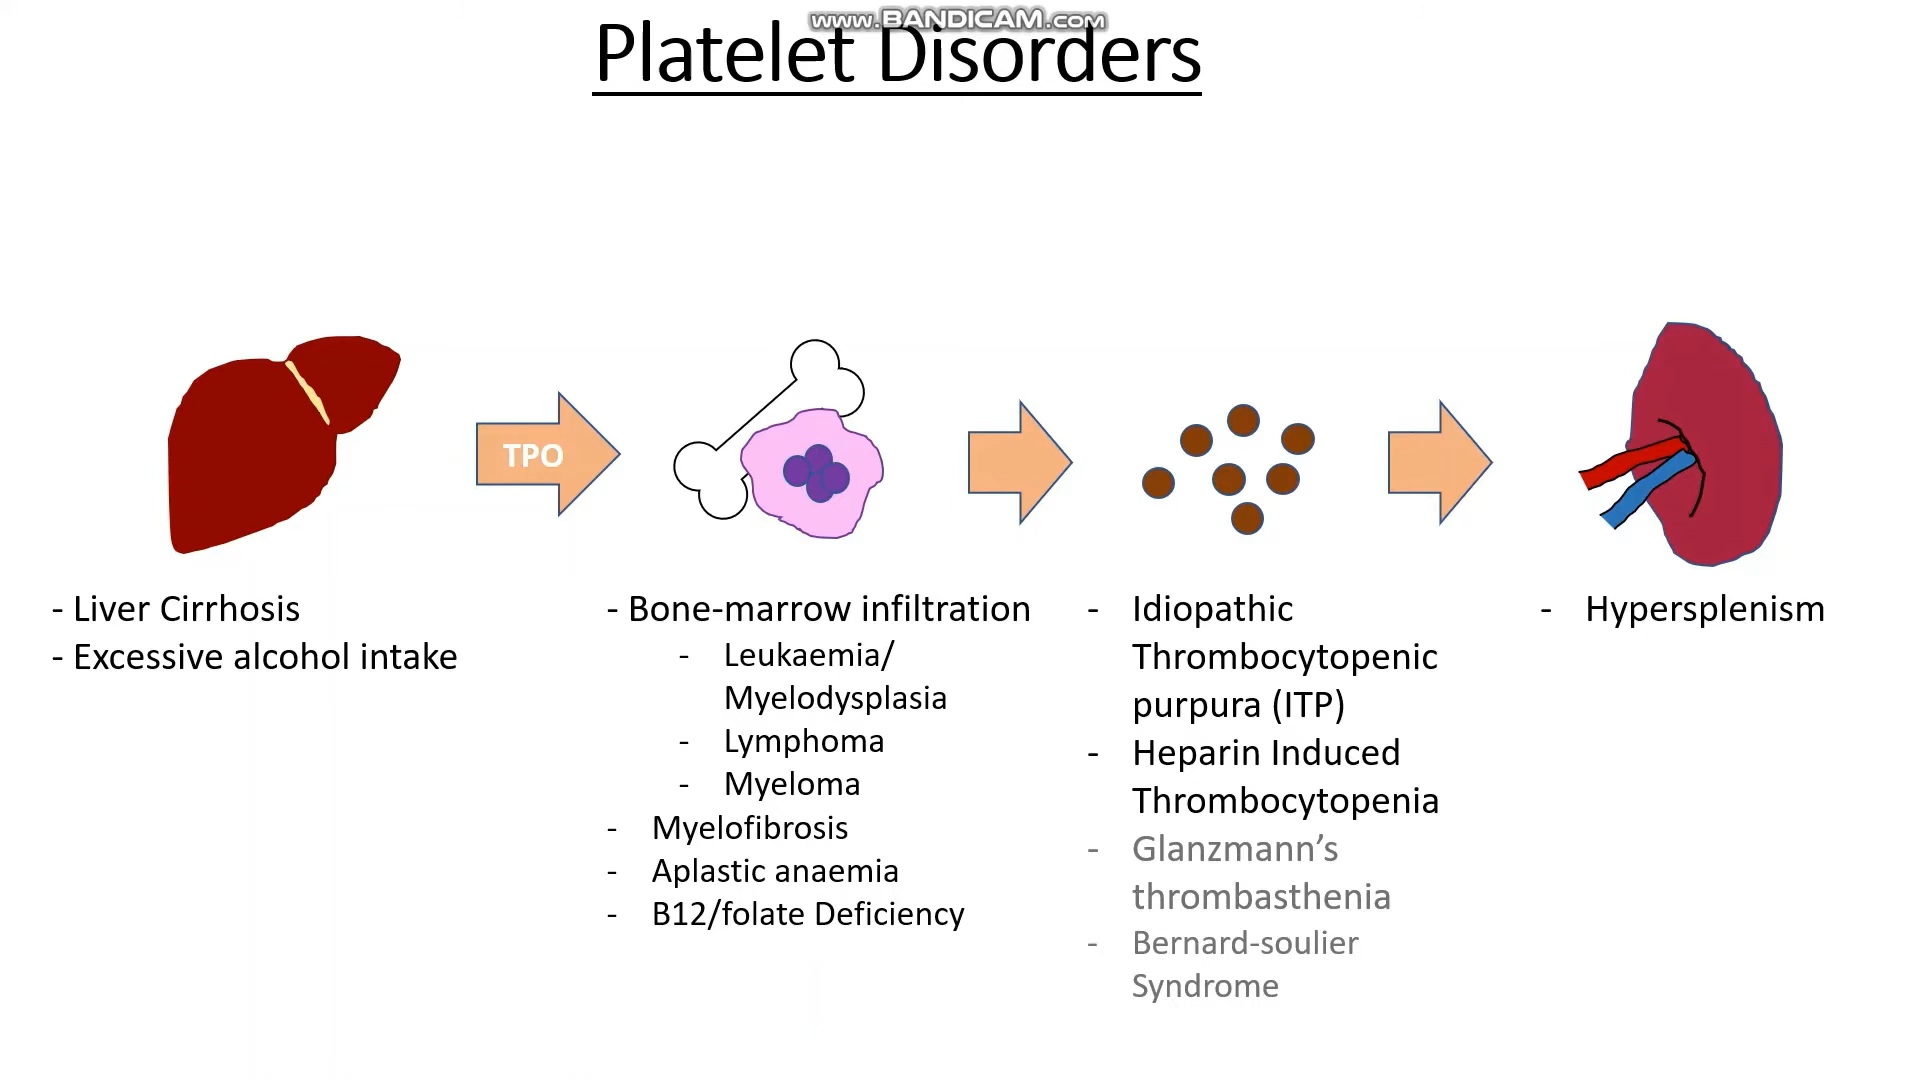 www.BANDICAM.com
Platelet Disorders
TPO
- Liver Cirrhosis
- Excessive alcohol intake
- Bone-marrow infiltration
- Leukaemia/
Myelodysplasia
- Lymphoma
- Myeloma
- Myelofibrosis
- Aplastic anaemia
- B12/folate Deficiency
- Idiopathic
Thrombocytopenic
purpura (ITP)
- Heparin Induced
Thrombocytopenia
- Glanzmann’s
thrombasthenia
- Bernard-soulier
Syndrome
- Hypersplenism